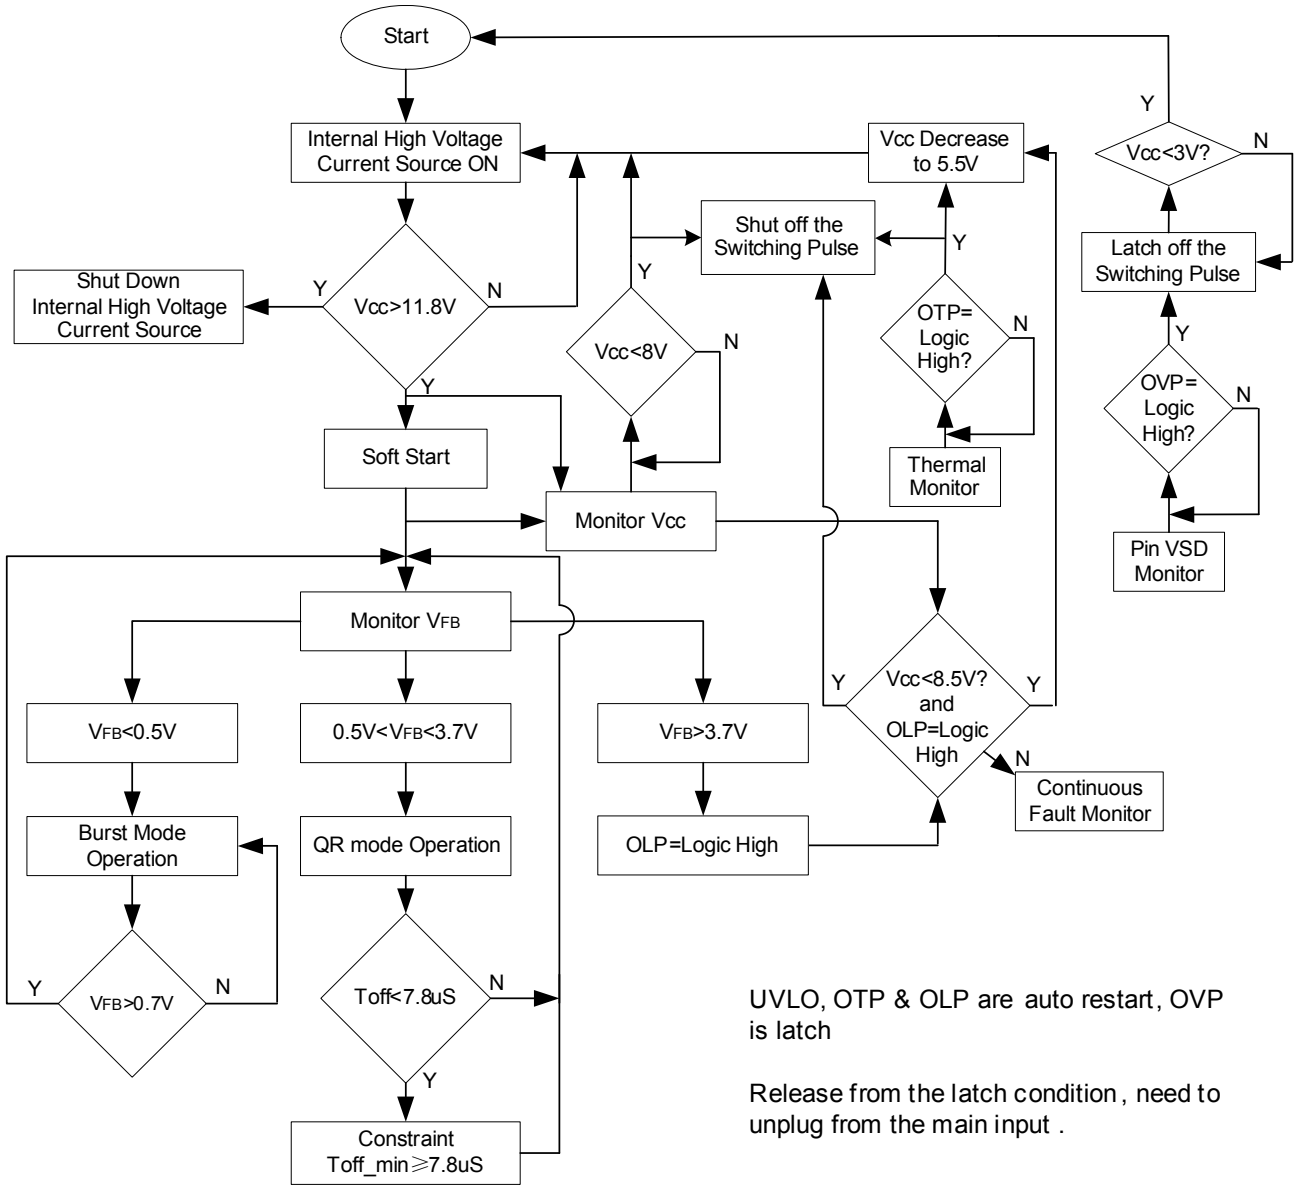 Start
Y
Internal High Voltage
Current Source ON
Vcc Decrease
to 5.5V
Vcc<3V?
N
Shut off the
Switching Pulse
Y
Latch off the
Switching Pulse
Shut Down
Internal High Voltage
Current Source
Y
Vcc>11.8V
N
Y
Vcc<8V
N
OTP=
Logic
High?
N
Y
OVP=
Logic
High?
N
Y
Soft Start
Thermal
Monitor
Monitor Vcc
Pin VSD
Monitor
Monitor VFB
Y
Vcc<8.5V?
and
OLP=Logic
High
Y
N
VFB<0.5V
0.5V<VFB<3.7V
VFB>3.7V
Continuous
Fault Monitor
Burst Mode
Operation
QR mode Operation
OLP=Logic High
Y
VFB>0.7V
N
Toff<7.8uS
N
Y
Constraint
Toff_min≥7.8uS
UVLO, OTP & OLP are auto restart, OVP
is latch
Release from the latch condition, need to
unplug from the main input .